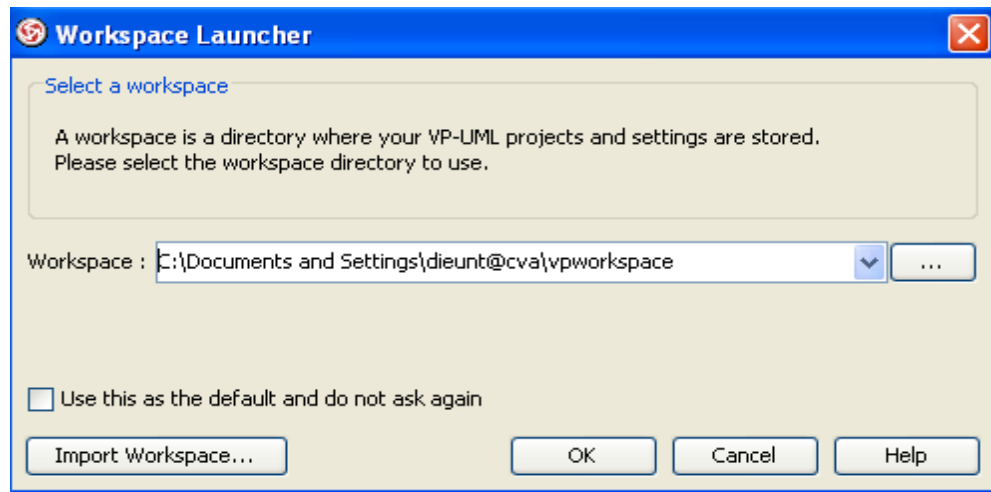 Workspace Launcher
Select a workspace
A workspace is a directory where your VP-UML projects and settings are stored.
Please select the workspace directory to use.
Workspace : C:\Documents and Settings\dieunt@cva\vpworkspace ...
Use this as the default and do not ask again
Import Workspace... OK Cancel Help